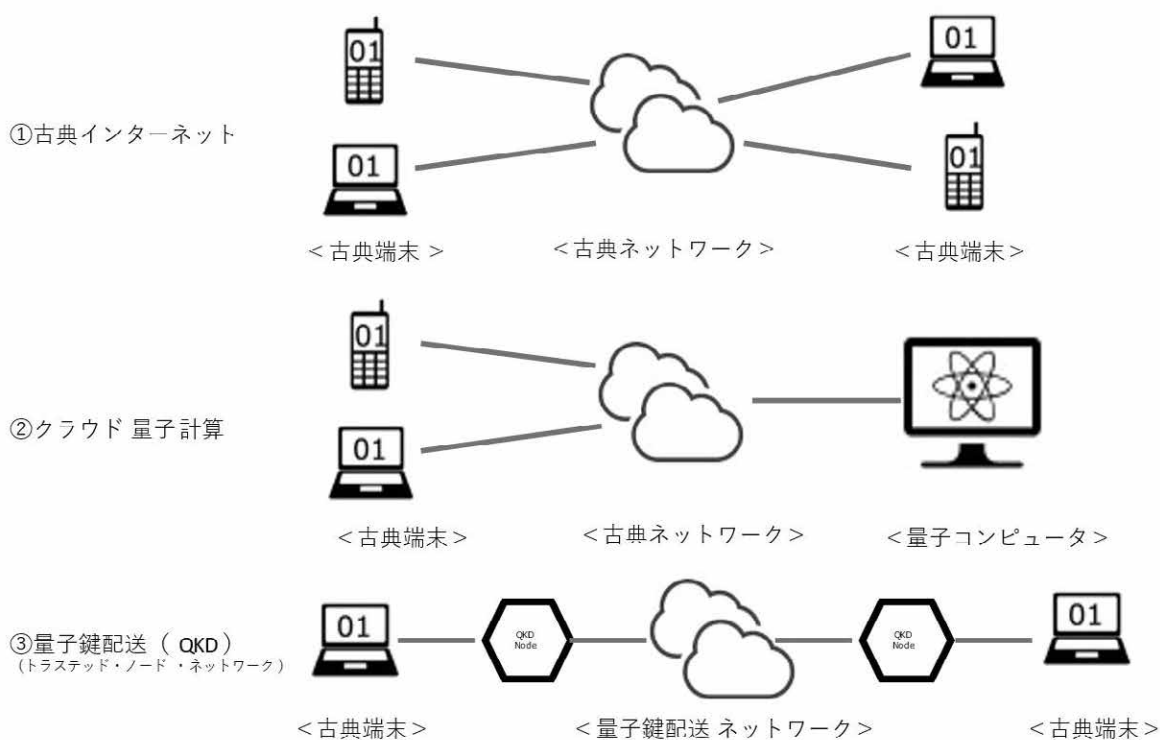 01
01
①古典インターネット
01
01
＜古典端末 ＞
＜古典ネットワーク＞
＜古典端末＞
01
②クラウド 量子計算
01
＜古典端末＞
＜古典ネットワーク＞
＜量子コンピュータ＞
③量子鍵配送（ QKD ）
（トラステッド・ノード ・ネットワーク）
01
QKD
Node
QKD
Node
01
＜古典端末＞
＜量子鍵配送 ネットワーク＞
＜古典端末＞